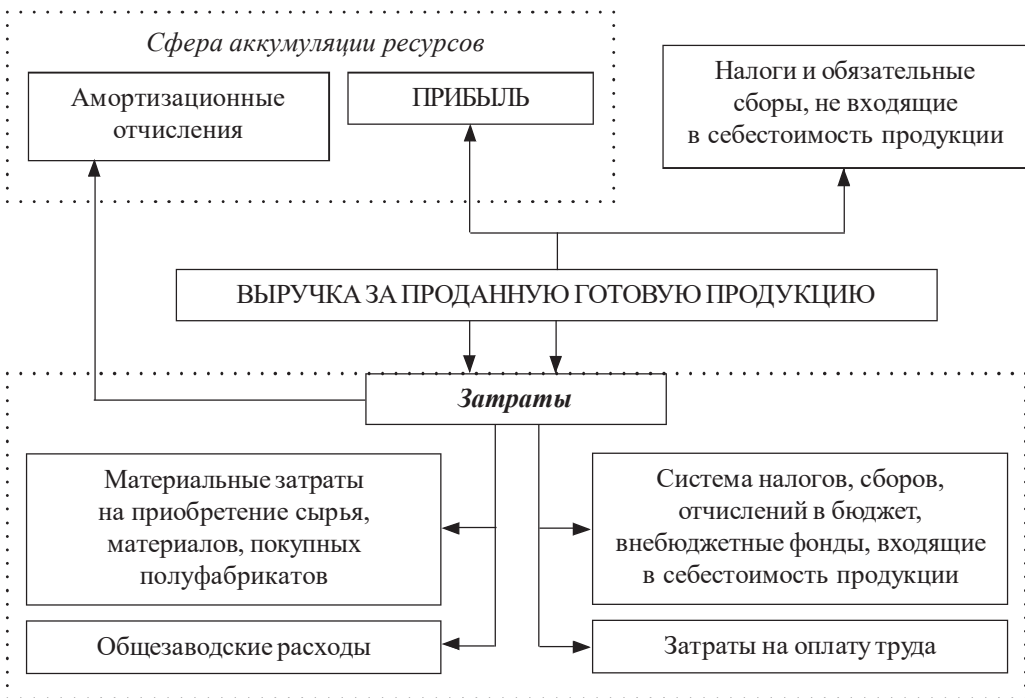 Сфера аккумуляции ресурсов
Амортизационные
отчисления
ПРИБЫЛЬ
Налоги и обязательные
сборы, не входящие
в себестоимость продукции
ВЫРУЧКА ЗА ПРОДАННУЮ ГОТОВУЮ ПРОДУКЦИЮ
Затраты
Материальные затраты
на приобретение сырья,
материалов, покупных
полуфабрикатов
Система налогов, сборов,
отчислений в бюджет,
внебюджетные фонды, входящие
в себестоимость продукции
Общезаводские расходы
Затраты на оплату труда